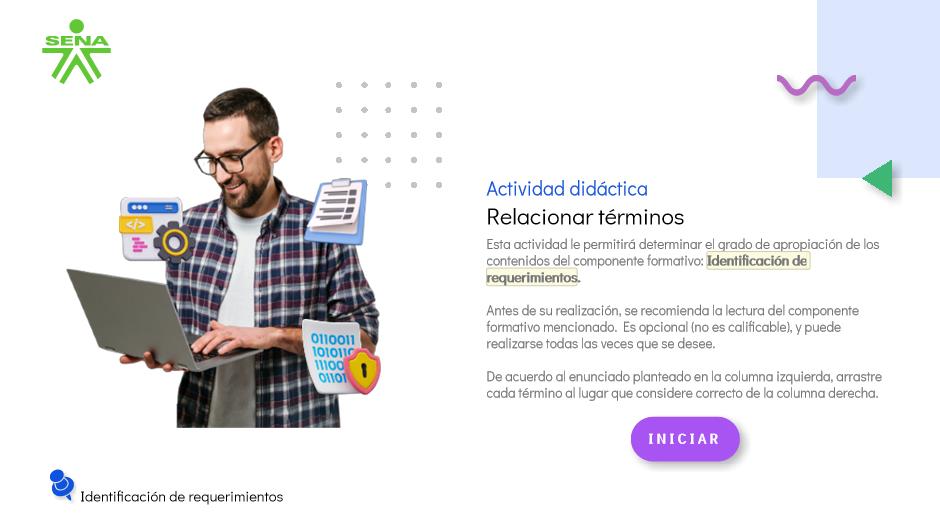 SENA
Actividad didáctica
Relacionar términos
Esta actividad le permitirá determinar el grado de apropiación de los
contenidos del componente formativo: Identificación de
requerimientos.
Antes de su realización, se recomienda la lectura del componente
formativo mencionado. Es opcional (no es calificable), y puede
realizarse todas las veces que se desee.
De acuerdo al enunciado planteado en la columna izquierda, arrastre
cada término al lugar que considere correcto de la columna derecha.
INICIAR
</>
0110011
Identificación de requerimientos